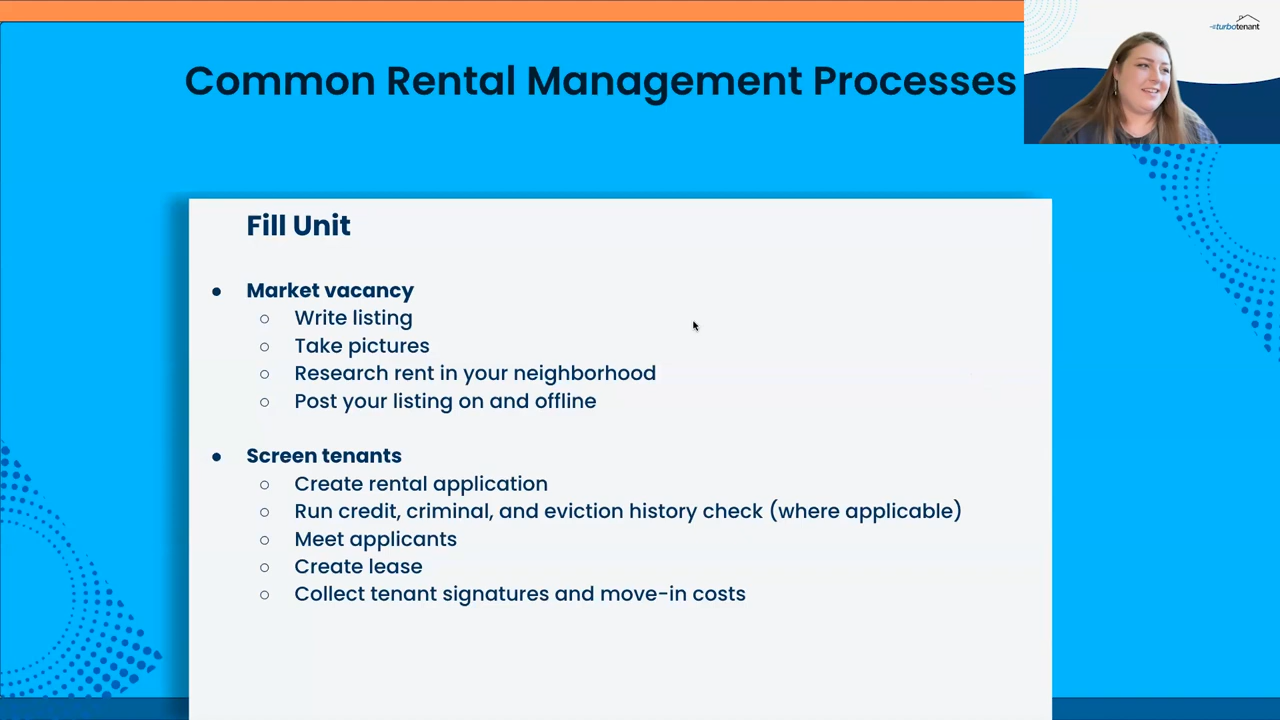 Common Rental Management Processes
turbotenant
Fill Unit
● Market vacancy
○ Write listing
○ Take pictures
○ Research rent in your neighborhood
○ Post your listing on and offline
● Screen tenants
○ Create rental application
○ Run credit, criminal, and eviction history check (where applicable)
○ Meet applicants
○ Create lease
○ Collect tenant signatures and move-in costs